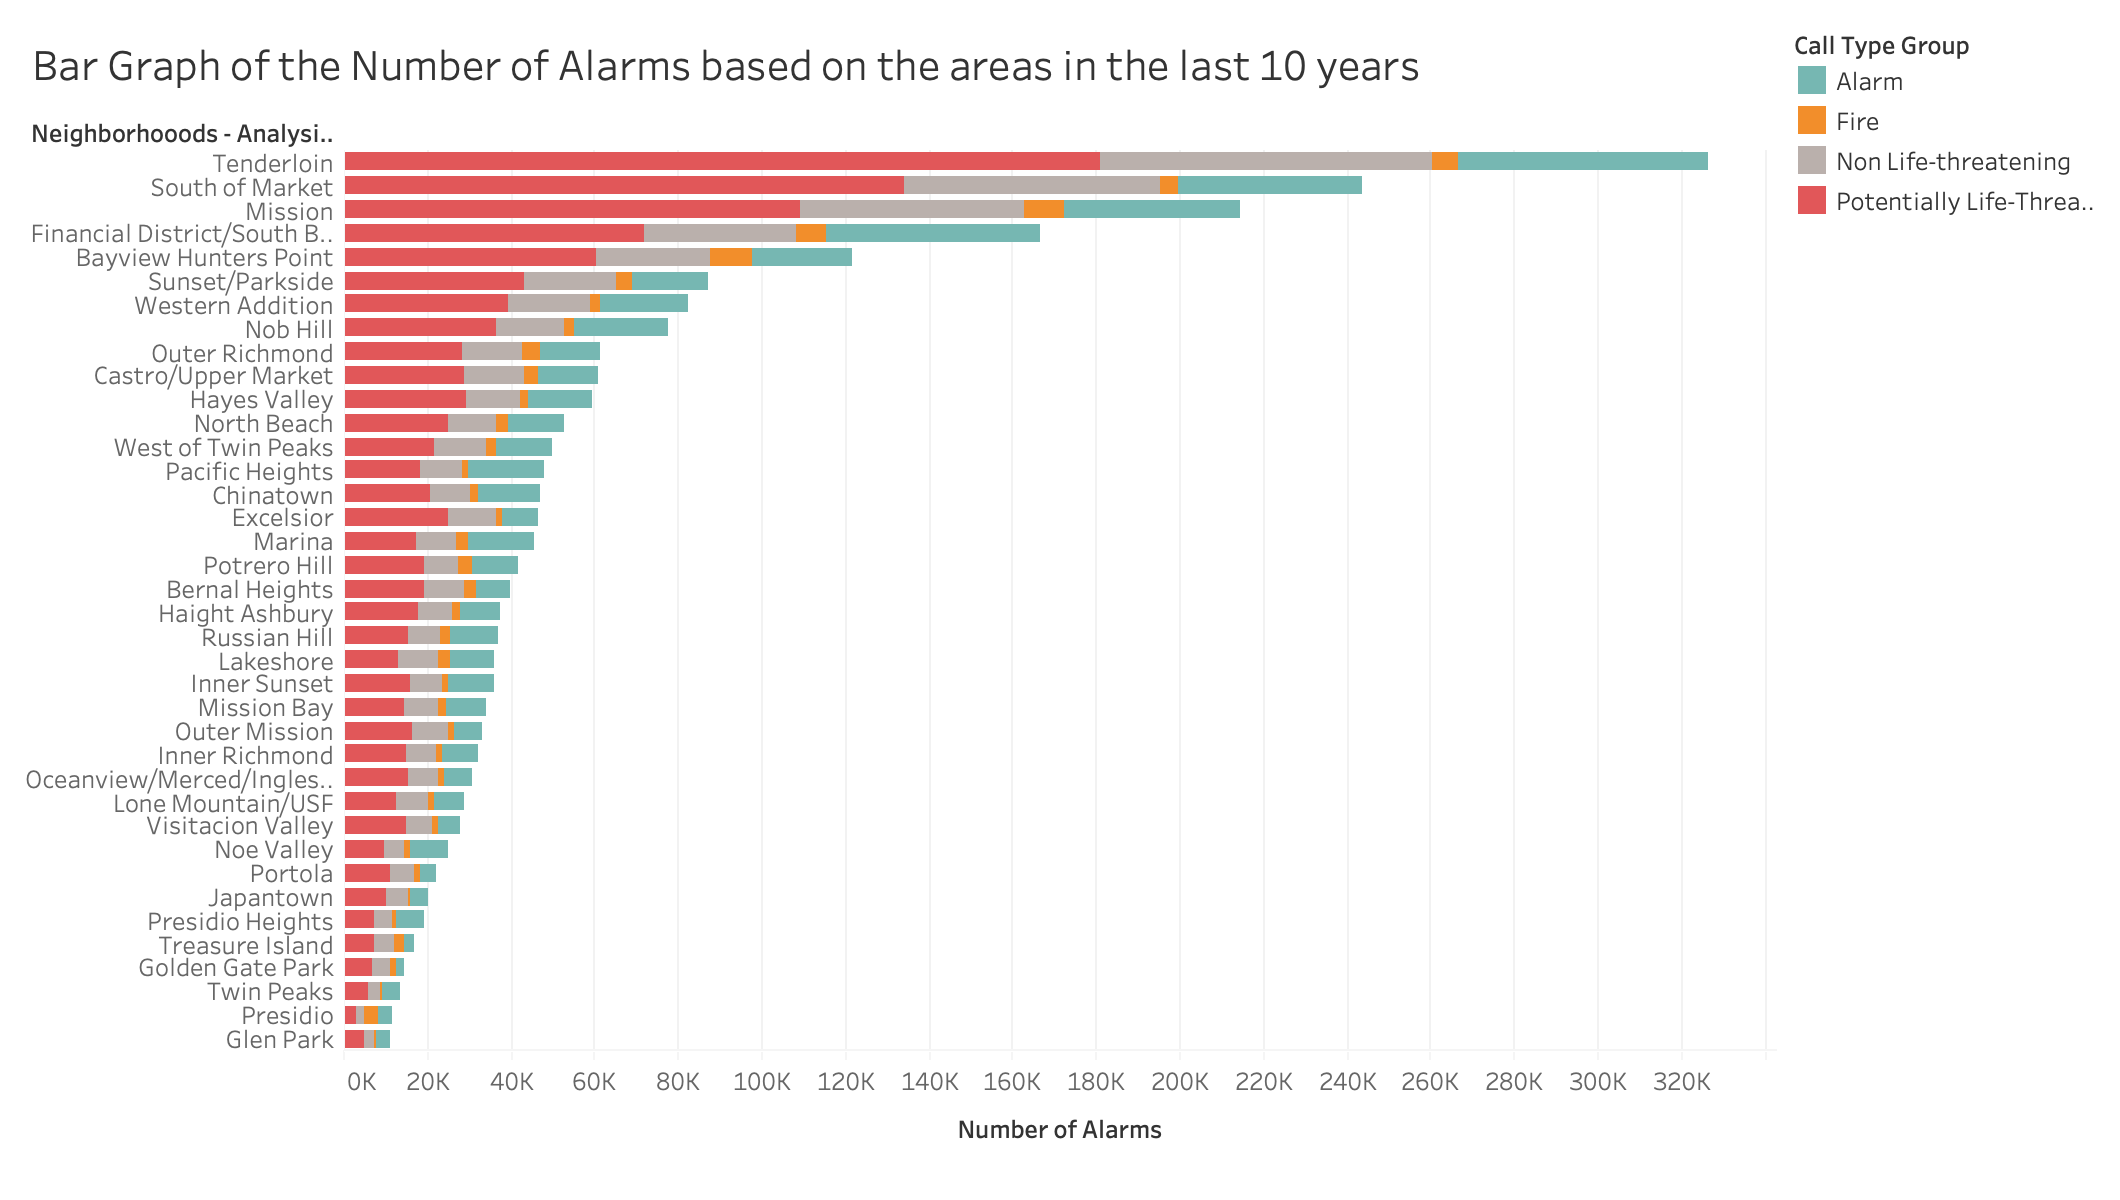 Bar Graph of the Number of Alarms based on the areas in the last 10 years
Call Type Group
Alarm
Fire
Non Life-threatening
Potentially Life-Threa..
Neighborhooods - Analysi..
Tenderloin
South of Market
Mission
Financial District/South B..
Bayview Hunters Point
Sunset/Parkside
Western Addition
Nob Hill
Outer Richmond
Castro/Upper Market
Hayes Valley
North Beach
West of Twin Peaks
Pacific Heights
Chinatown
Excelsior
Marina
Potrero Hill
Bernal Heights
Haight Ashbury
Russian Hill
Lakeshore
Inner Sunset
Mission Bay
Outer Mission
Inner Richmond
Oceanview/Merced/Ingles..
Lone Mountain/USF
Visitacion Valley
Noe Valley
Portola
Japantown
Presidio Heights
Treasure Island
Golden Gate Park
Twin Peaks
Presidio
Glen Park
0K 20K 40K 60K 80K 100K 120K 140K 160K 180K 200K 220K 240K 260K 280K 300K 320K
Number of Alarms